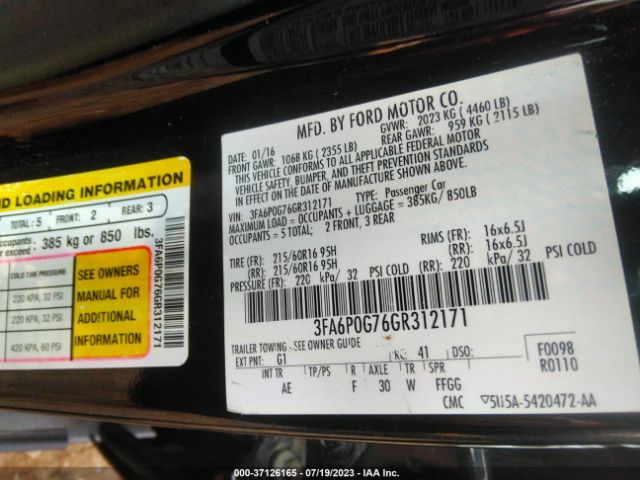 ND LOADING INFORMATION
TOTAL : 5 FRONT: 2 REAR: 3
385 kg or 850 lbs.
COLD TIRE PRESSURE
220 KPA, 32 PSI
220 KPA, 32 PSI
420 KPA, 60 PSI
SEE OWNERS
MANUAL FOR
ADDITIONAL
INFORMATION
3FA6P0G76GR312171
MFD. BY FORD MOTOR CO.
DATE: 01/16 GVWR: 2023 KG ( 4460 LB)
FRONT GAWR: 1068 KG ( 2355 LB) REAR GAWR: 959 KG ( 2115 LB)
THIS VEHICLE CONFORMS TO ALL APPLICABLE FEDERAL MOTOR
VEHICLE SAFETY, BUMPER, AND THEFT PREVENTION STANDARDS
IN EFFECT ON THE DATE OF MANUFACTURE SHOWN ABOVE.
VIN: 3FA6P0G76GR312171 TYPE: Passenger Car
MAXIMUM LOAD = OCCUPANTS + LUGGAGE = 385KG/ 850LB
OCCUPANTS = 5 TOTAL; 2 FRONT, 3 REAR
TIRE (FR): 215/60R16 95H RIMS (FR): 16x6.5J
(RR): 215/60R16 95H (RR): 16x6.5J
PRESSURE (FR): 220 kPa/ 32 PSI COLD (RR): 220 kPa/ 32 PSI COLD
3FA6P0G76GR312171
TRAILER TOWING - SEE OWNER GUIDE
EXT PNT: G1 RC: 41 DSO: F0098
INT TR TP/PS R AXLE TR SPR R0110
AE F 30 W FFGG
CMC 5U5A-5420472-AA
000-37126165 - 07/19/2023 - IAA Inc.